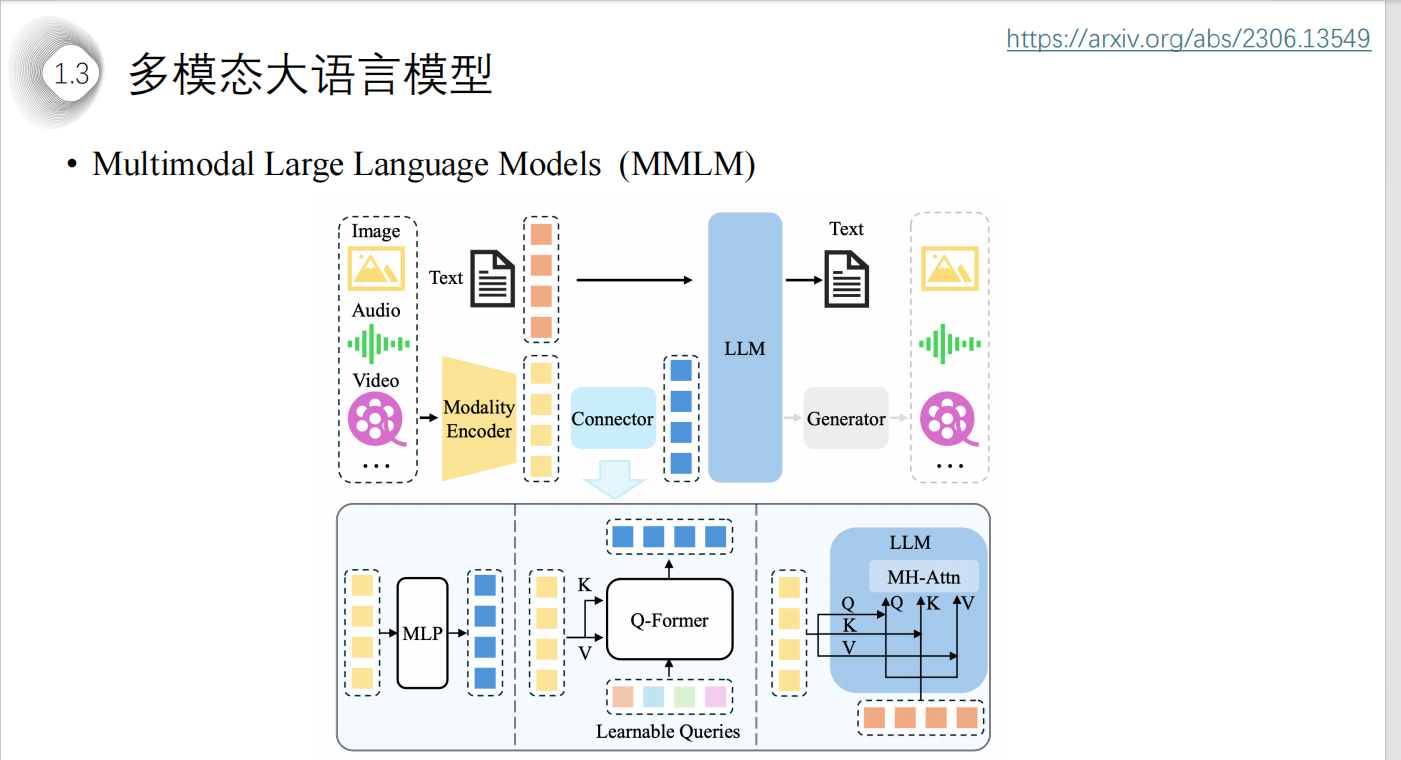 https://arxiv.org/abs/2306.13549
1.3 多模态大语言模型
• Multimodal Large Language Models (MMLM)
Image
Text
Audio
Video
...
Modality
Encoder
Connector
LLM
Text
Generator
...
MLP
K
V
Q-Former
Learnable Queries
LLM
MH-Attn
Q
K
V
Q
K
V